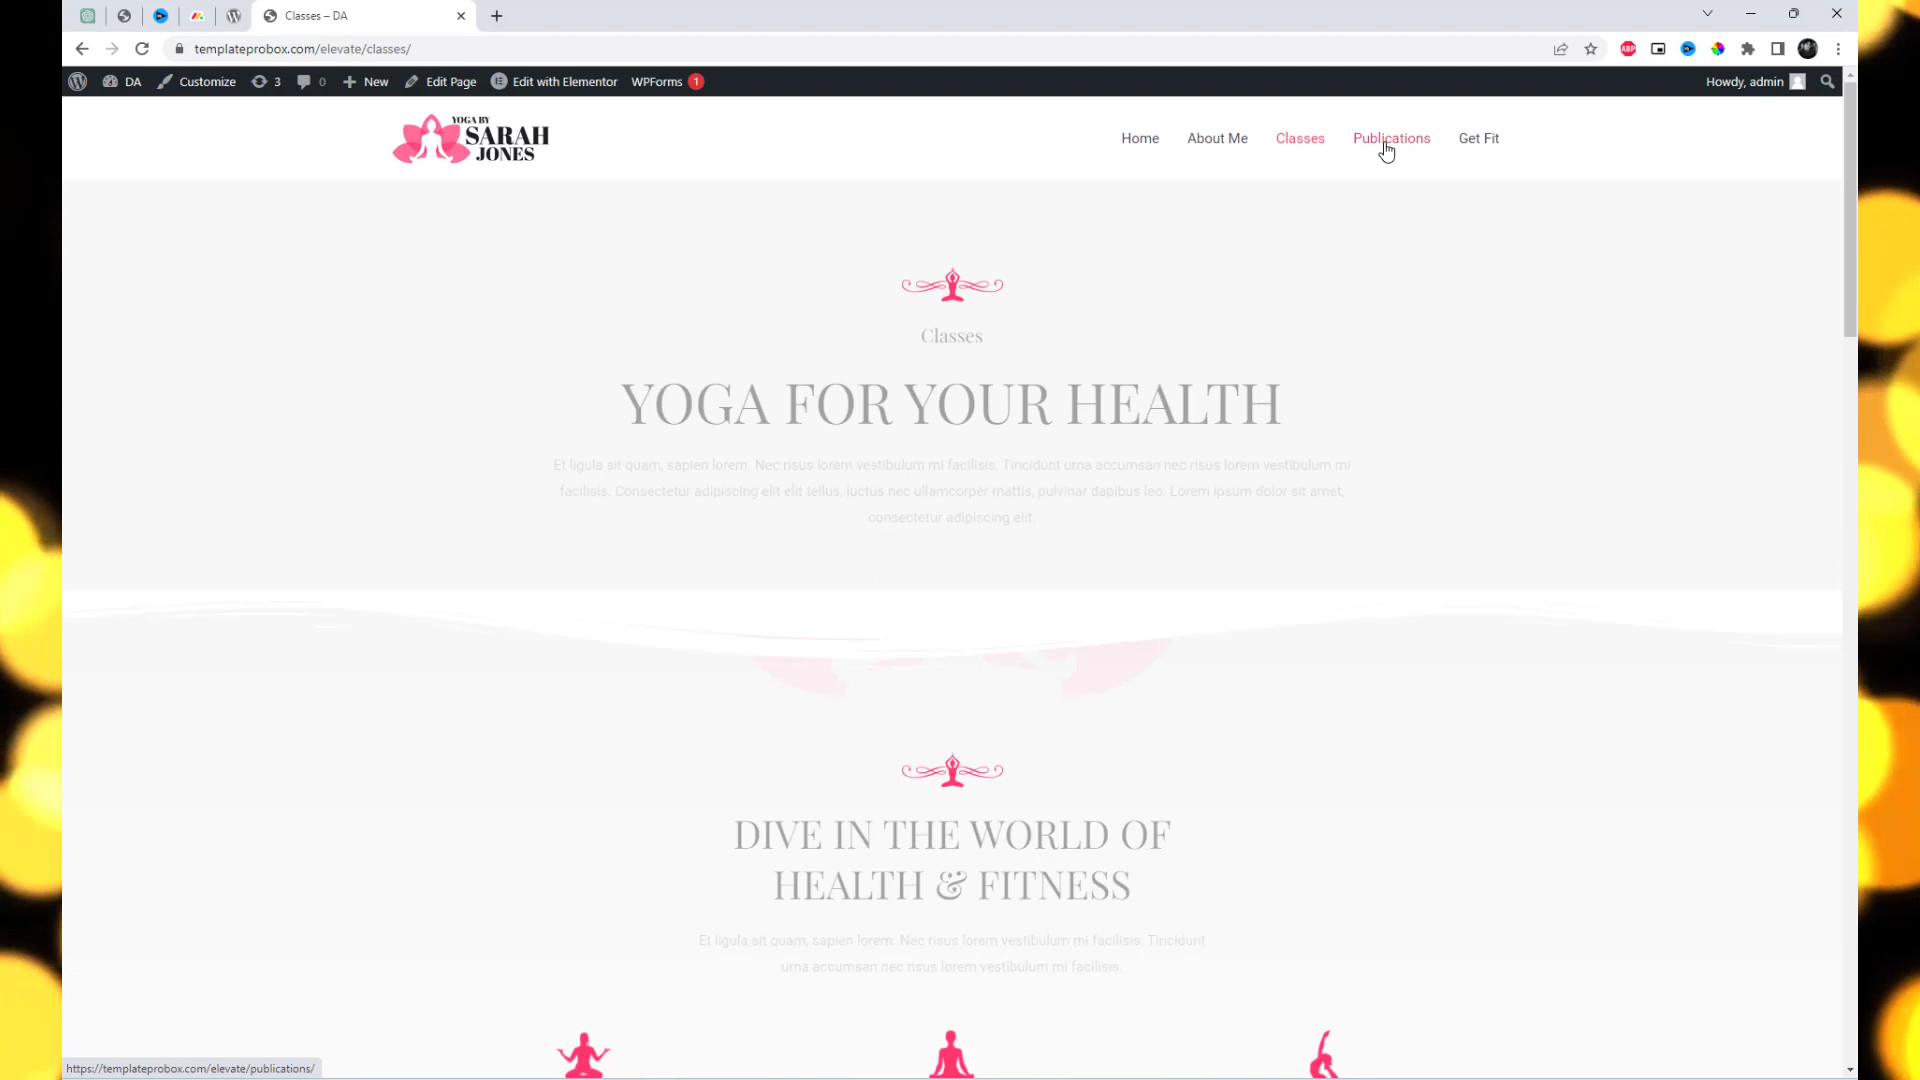 Classes – DA
templateprobox.com/elevate/classes/
ABP
DA Customize 3 0 New Edit Page Edit with Elementor WPForms 1 Howdy, admin
YOGA BY
SARAH
JONES
Home About Me Classes Publications Get Fit
Classes
YOGA FOR YOUR HEALTH
Et ligula sit quam, sapien lorem. Nec risus lorem vestibulum mi facilisis. Tincidunt urna accumsan nec risus lorem vestibulum mi
facilisis. Consectetur adipiscing elit elit tellus, luctus nec ullamcorper mattis, pulvinar dapibus leo. Lorem ipsum dolor sit amet,
consectetur adipiscing elit.
DIVE IN THE WORLD OF
HEALTH & FITNESS
Et ligula sit quam, sapien lorem. Nec risus lorem vestibulum mi facilisis. Tincidunt
urna accumsan nec risus lorem vestibulum mi facilisis.
https://templateprobox.com/elevate/publications/